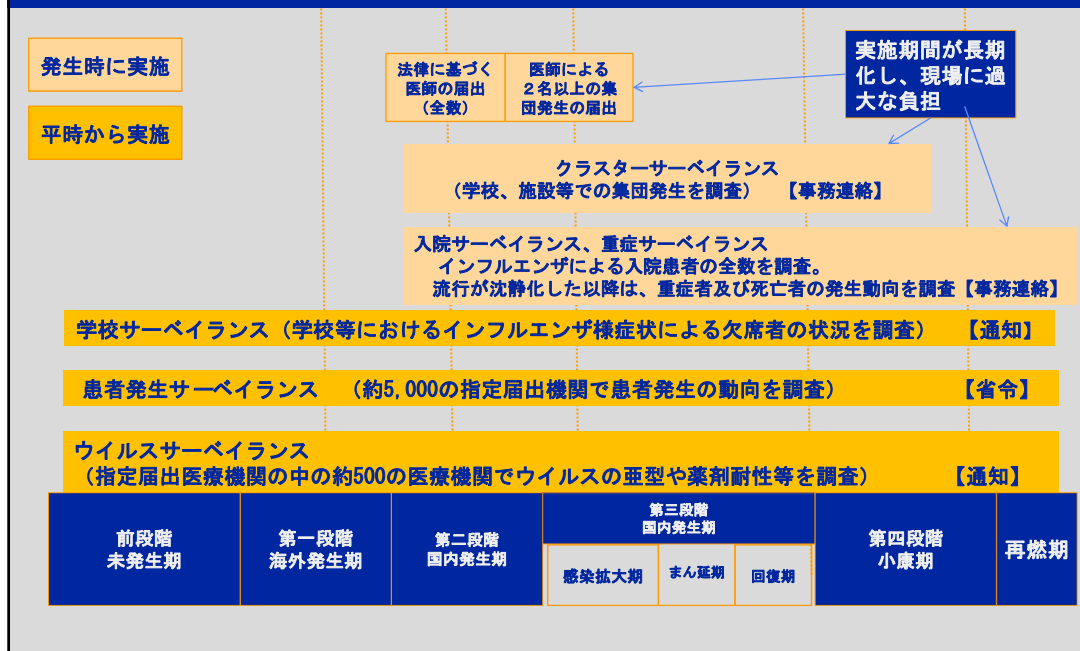 発生時に実施
平時から実施
法律に基づく
医師の届出
（全数）
医師による
２名以上の集
団発生の届出
実施期間が長期
化し、現場に過
大な負担
クラスターサーベイランス
（学校、施設等での集団発生を調査） 【事務連絡】
入院サーベイランス、重症サーベイランス
インフルエンザによる入院患者の全数を調査。
流行が沈静化した以降は、重症者及び死亡者の発生動向を調査【事務連絡】
学校サーベイランス（学校等におけるインフルエンザ様症状による欠席者の状況を調査） 【通知】
患者発生サーベイランス （約5,000の指定届出機関で患者発生の動向を調査） 【省令】
ウイルスサーベイランス
（指定届出医療機関の中の約500の医療機関でウイルスの亜型や薬剤耐性等を調査） 【通知】
前段階
未発生期
第一段階
海外発生期
第二段階
国内発生期
第三段階
国内発生期
感染拡大期
まん延期
回復期
第四段階
小康期
再燃期